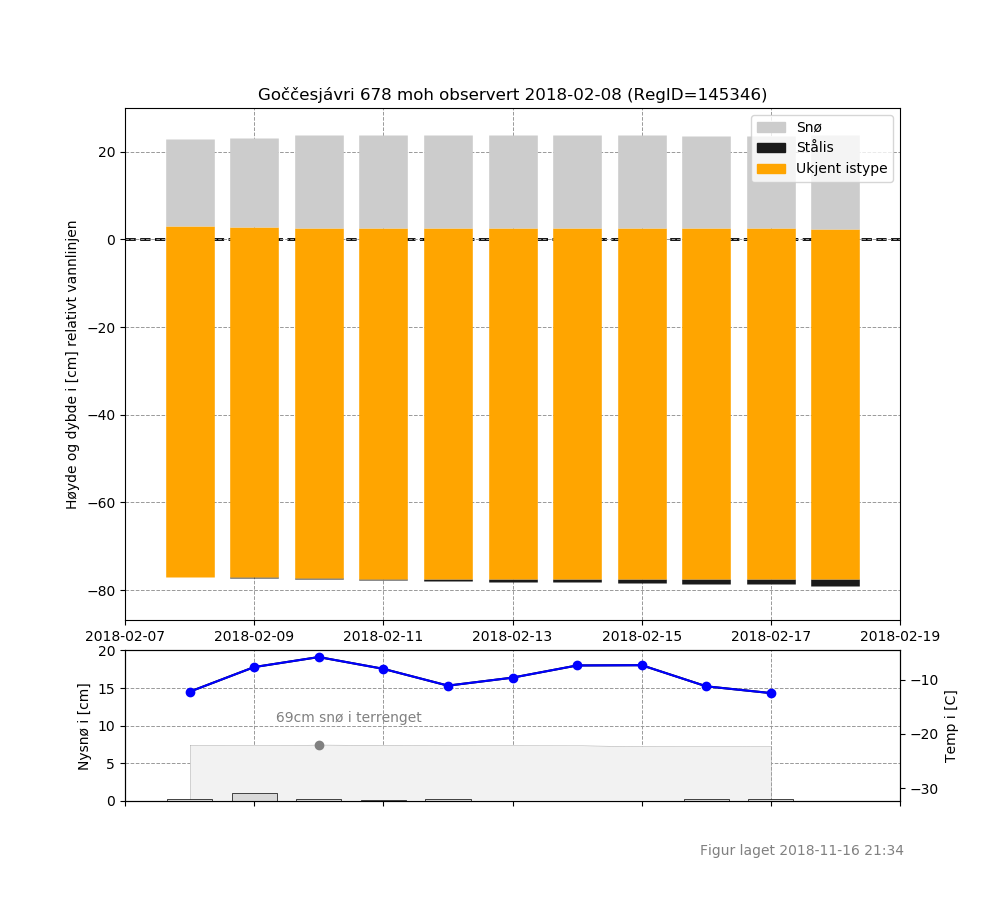 Goččesjávri 678 moh observert 2018-02-08 (RegID=145346)
Snø
Stålis
Ukjent istype
Høyde og dybde i [cm] relativt vannlinjen
20
0
−20
−40
−60
−80
2018-02-07
2018-02-09
2018-02-11
2018-02-13
2018-02-15
2018-02-17
2018-02-19
Nysnø i [cm]
20
15
10
5
0
69cm snø i terrenget
−10
−20
−30
Temp i [C]
Figur laget 2018-11-16 21:34